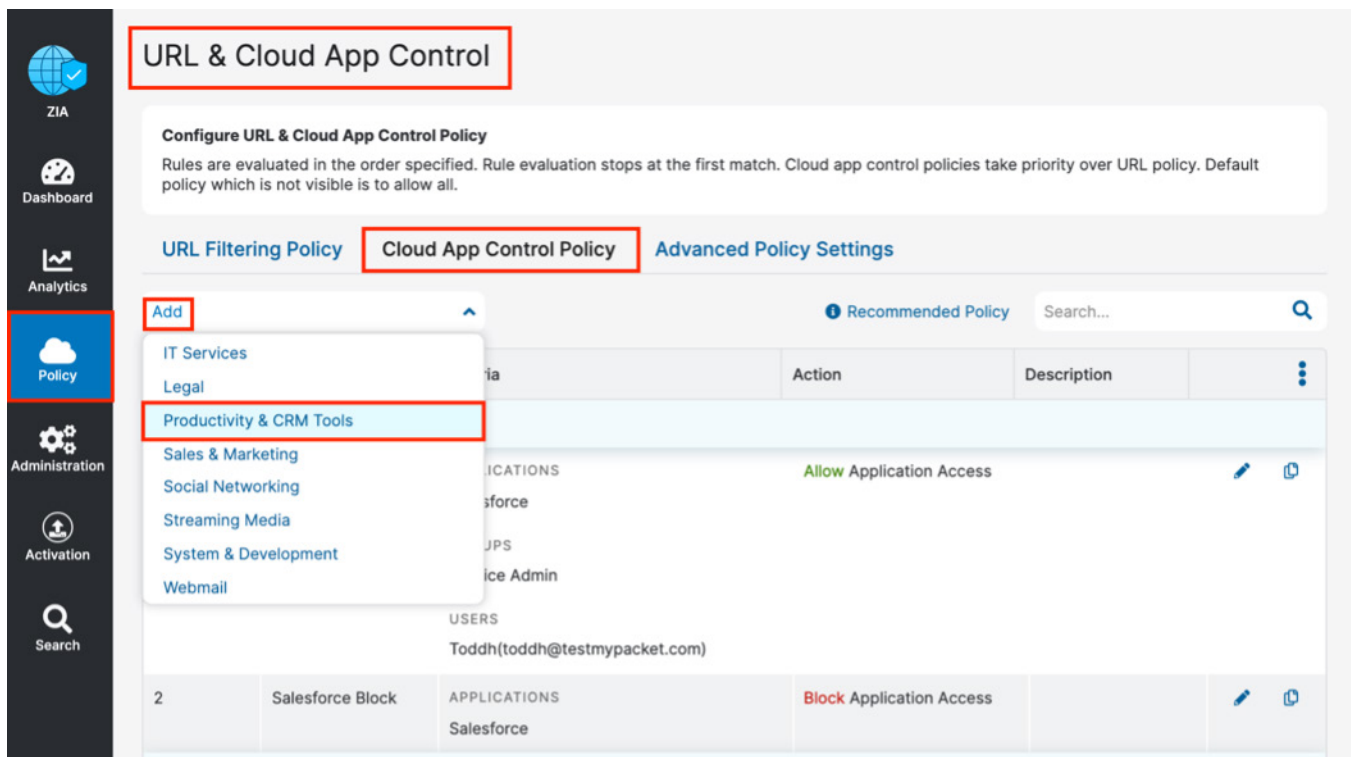 URL & Cloud App Control
ZIA
Configure URL & Cloud App Control Policy
Rules are evaluated in the order specified. Rule evaluation stops at the first match. Cloud app control policies take priority over URL policy. Default
policy which is not visible is to allow all.
Dashboard
URL Filtering Policy Cloud App Control Policy Advanced Policy Settings
Analytics
Add Recommended Policy Search...
IT Services
Policy
Legal
Action Description
Productivity & CRM Tools
Administration
Sales & Marketing
Allow Application Access
Social Networking
Streaming Media
Activation
System & Development
ice Admin
Webmail
USERS
Search
Toddh(toddh@testmypacket.com)
2 Salesforce Block APPLICATIONS Block Application Access
Salesforce